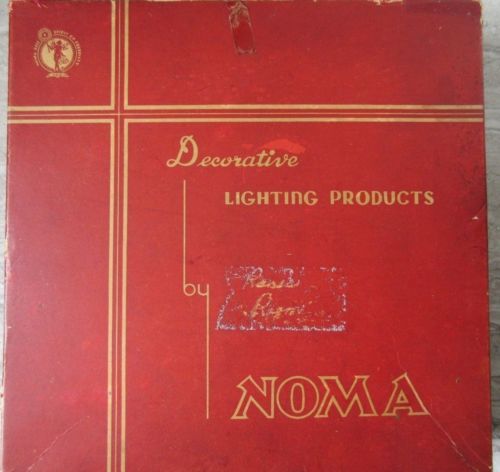 Decorative
LIGHTING PRODUCTS
by
NOMA